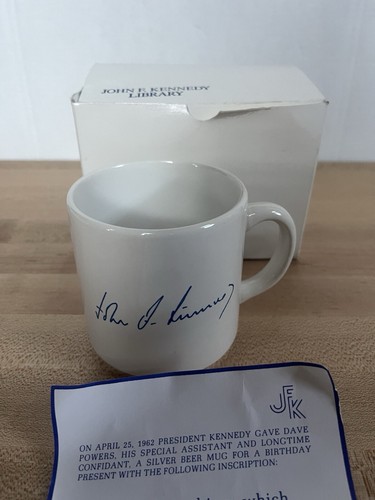 JOHN F. KENNEDY
LIBRARY
John F. Kennedy
JFK
ON APRIL 25, 1962 PRESIDENT KENNEDY GAVE DAVE
POWERS, HIS SPECIAL ASSISTANT AND LONGTIME
CONFIDANT, A SILVER BEER MUG FOR A BIRTHDAY
PRESENT WITH THE FOLLOWING INSCRIPTION:
which